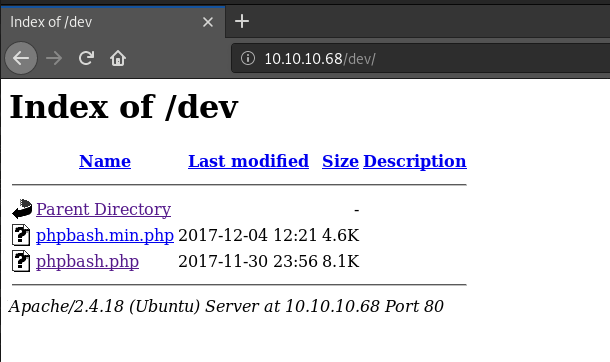 Index of /dev
10.10.10.68/dev/
Index of /dev
Name Last modified Size Description
Parent Directory -
phpbash.min.php 2017-12-04 12:21 4.6K
phpbash.php 2017-11-30 23:56 8.1K
Apache/2.4.18 (Ubuntu) Server at 10.10.10.68 Port 80